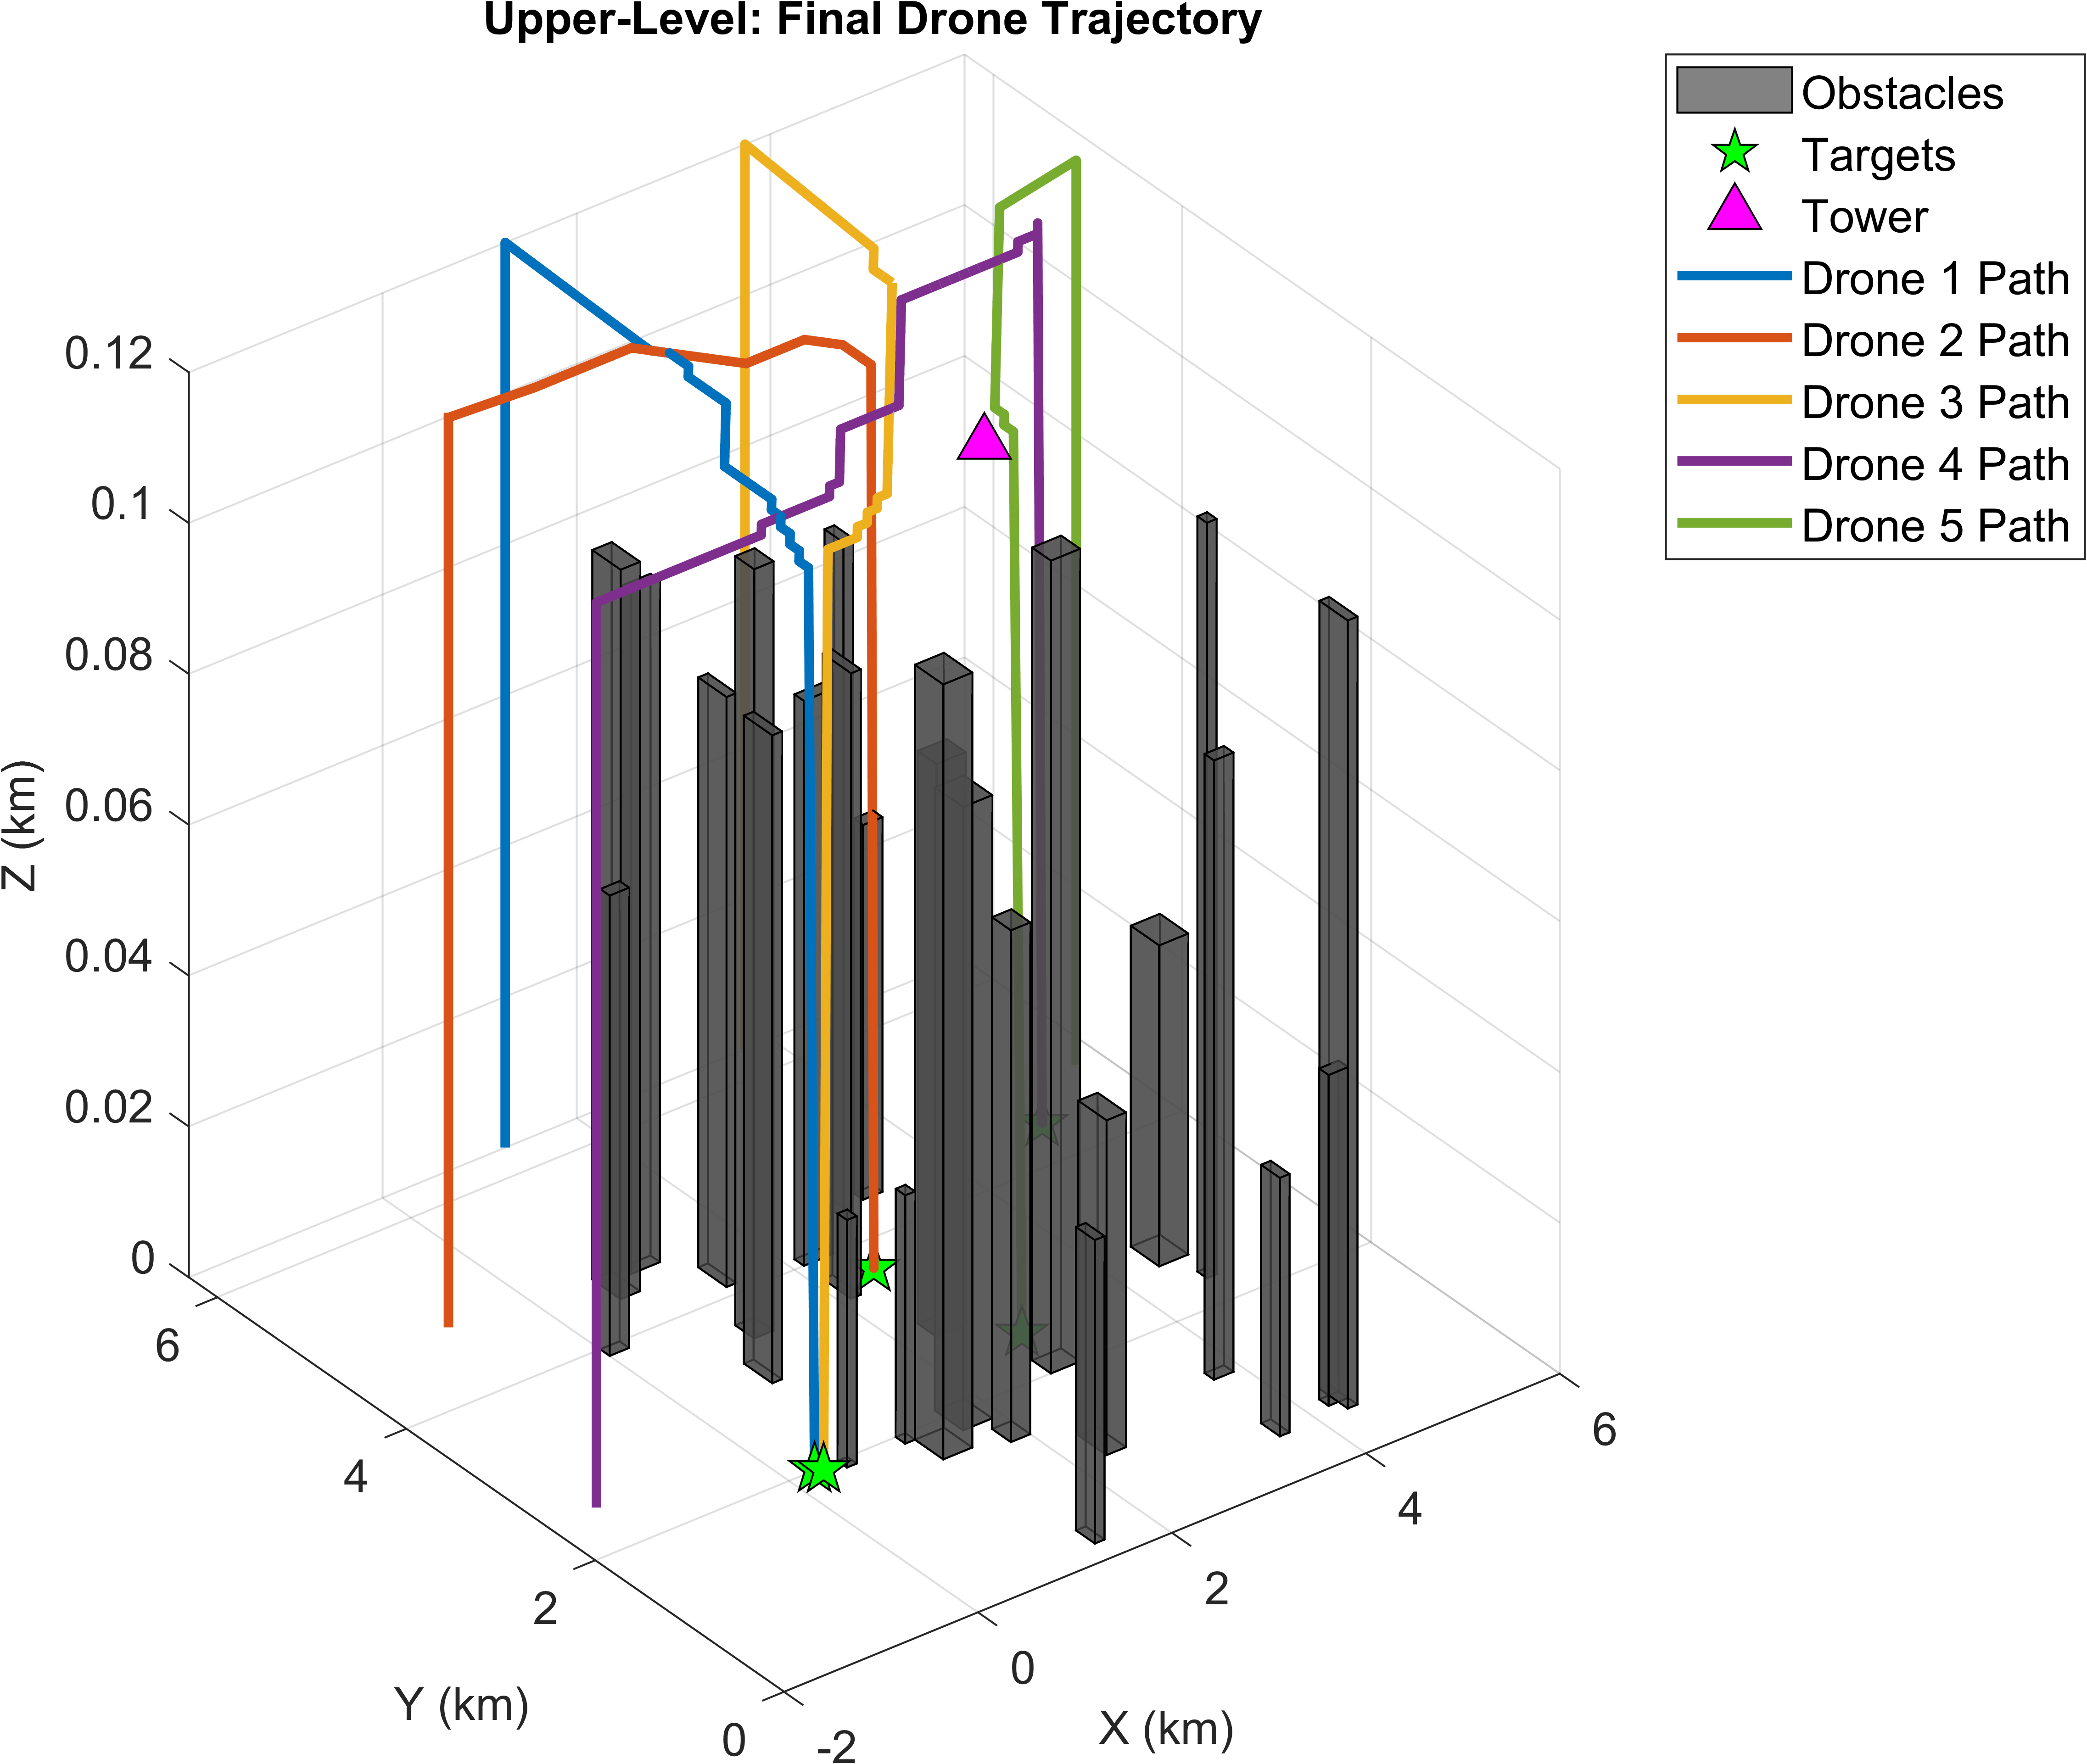 Upper-Level: Final Drone Trajectory
Obstacles
Targets
Tower
Drone 1 Path
Drone 2 Path
Drone 3 Path
Drone 4 Path
Drone 5 Path
0.12
0.1
0.08
0.06
0.04
0.02
0
Z (km)
6
4
2
0
Y (km)
-2
0
2
4
6
X (km)